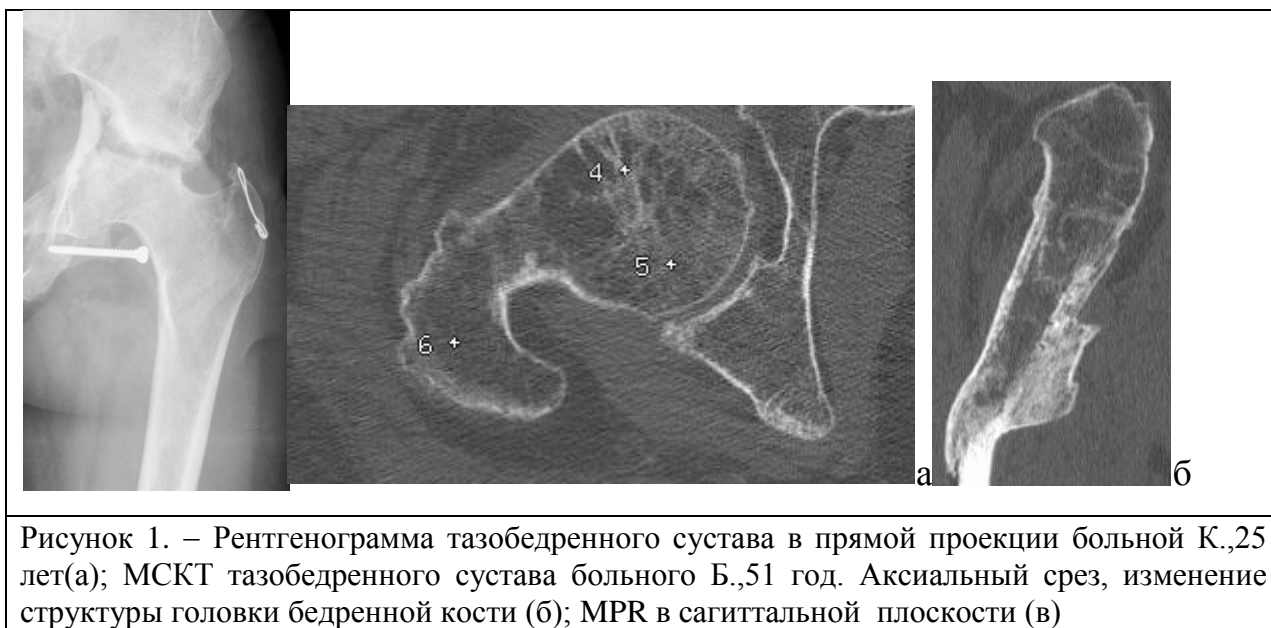 4
5
6
а
б
Рисунок 1. – Рентгенограмма тазобедренного сустава в прямой проекции больной К.,25
лет(а); МСКТ тазобедренного сустава больного Б.,51 год. Аксиальный срез, изменение
структуры головки бедренной кости (б); MPR в сагиттальной плоскости (в)